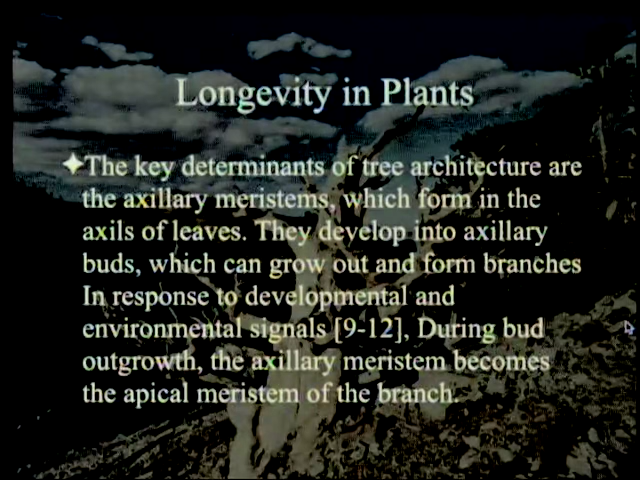 Longevity in Plants
✦The key determinants of tree architecture are
the axillary meristems, which form in the
axils of leaves. They develop into axillary
buds, which can grow out and form branches
In response to developmental and
environmental signals [9-12], During bud
outgrowth, the axillary meristem becomes
the apical meristem of the branch.